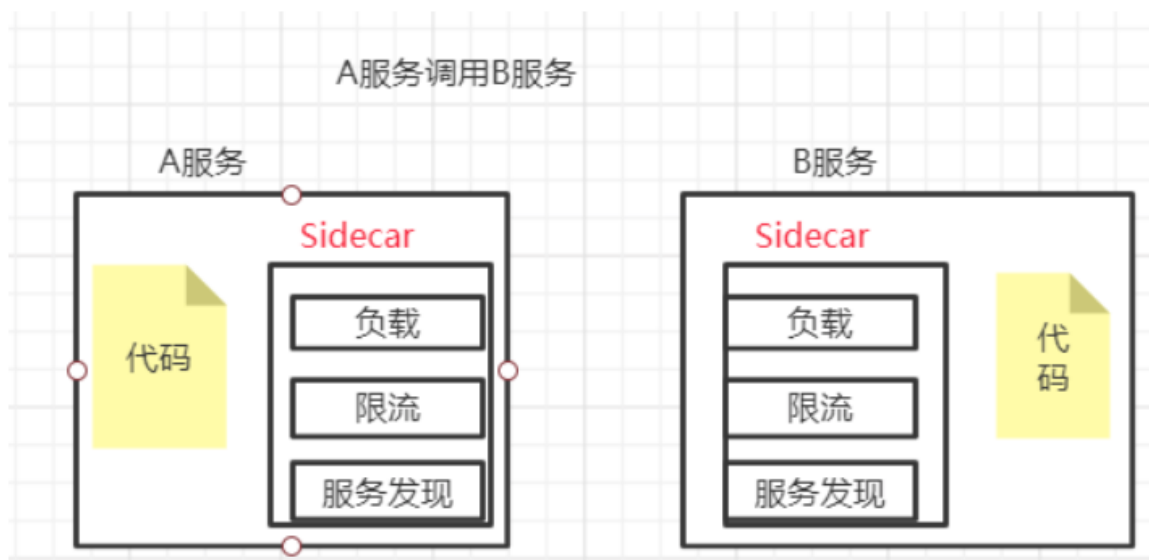 A服务调用B服务
A服务
Sidecar
代码
负载
限流
服务发现
B服务
Sidecar
负载
限流
服务发现
代
码